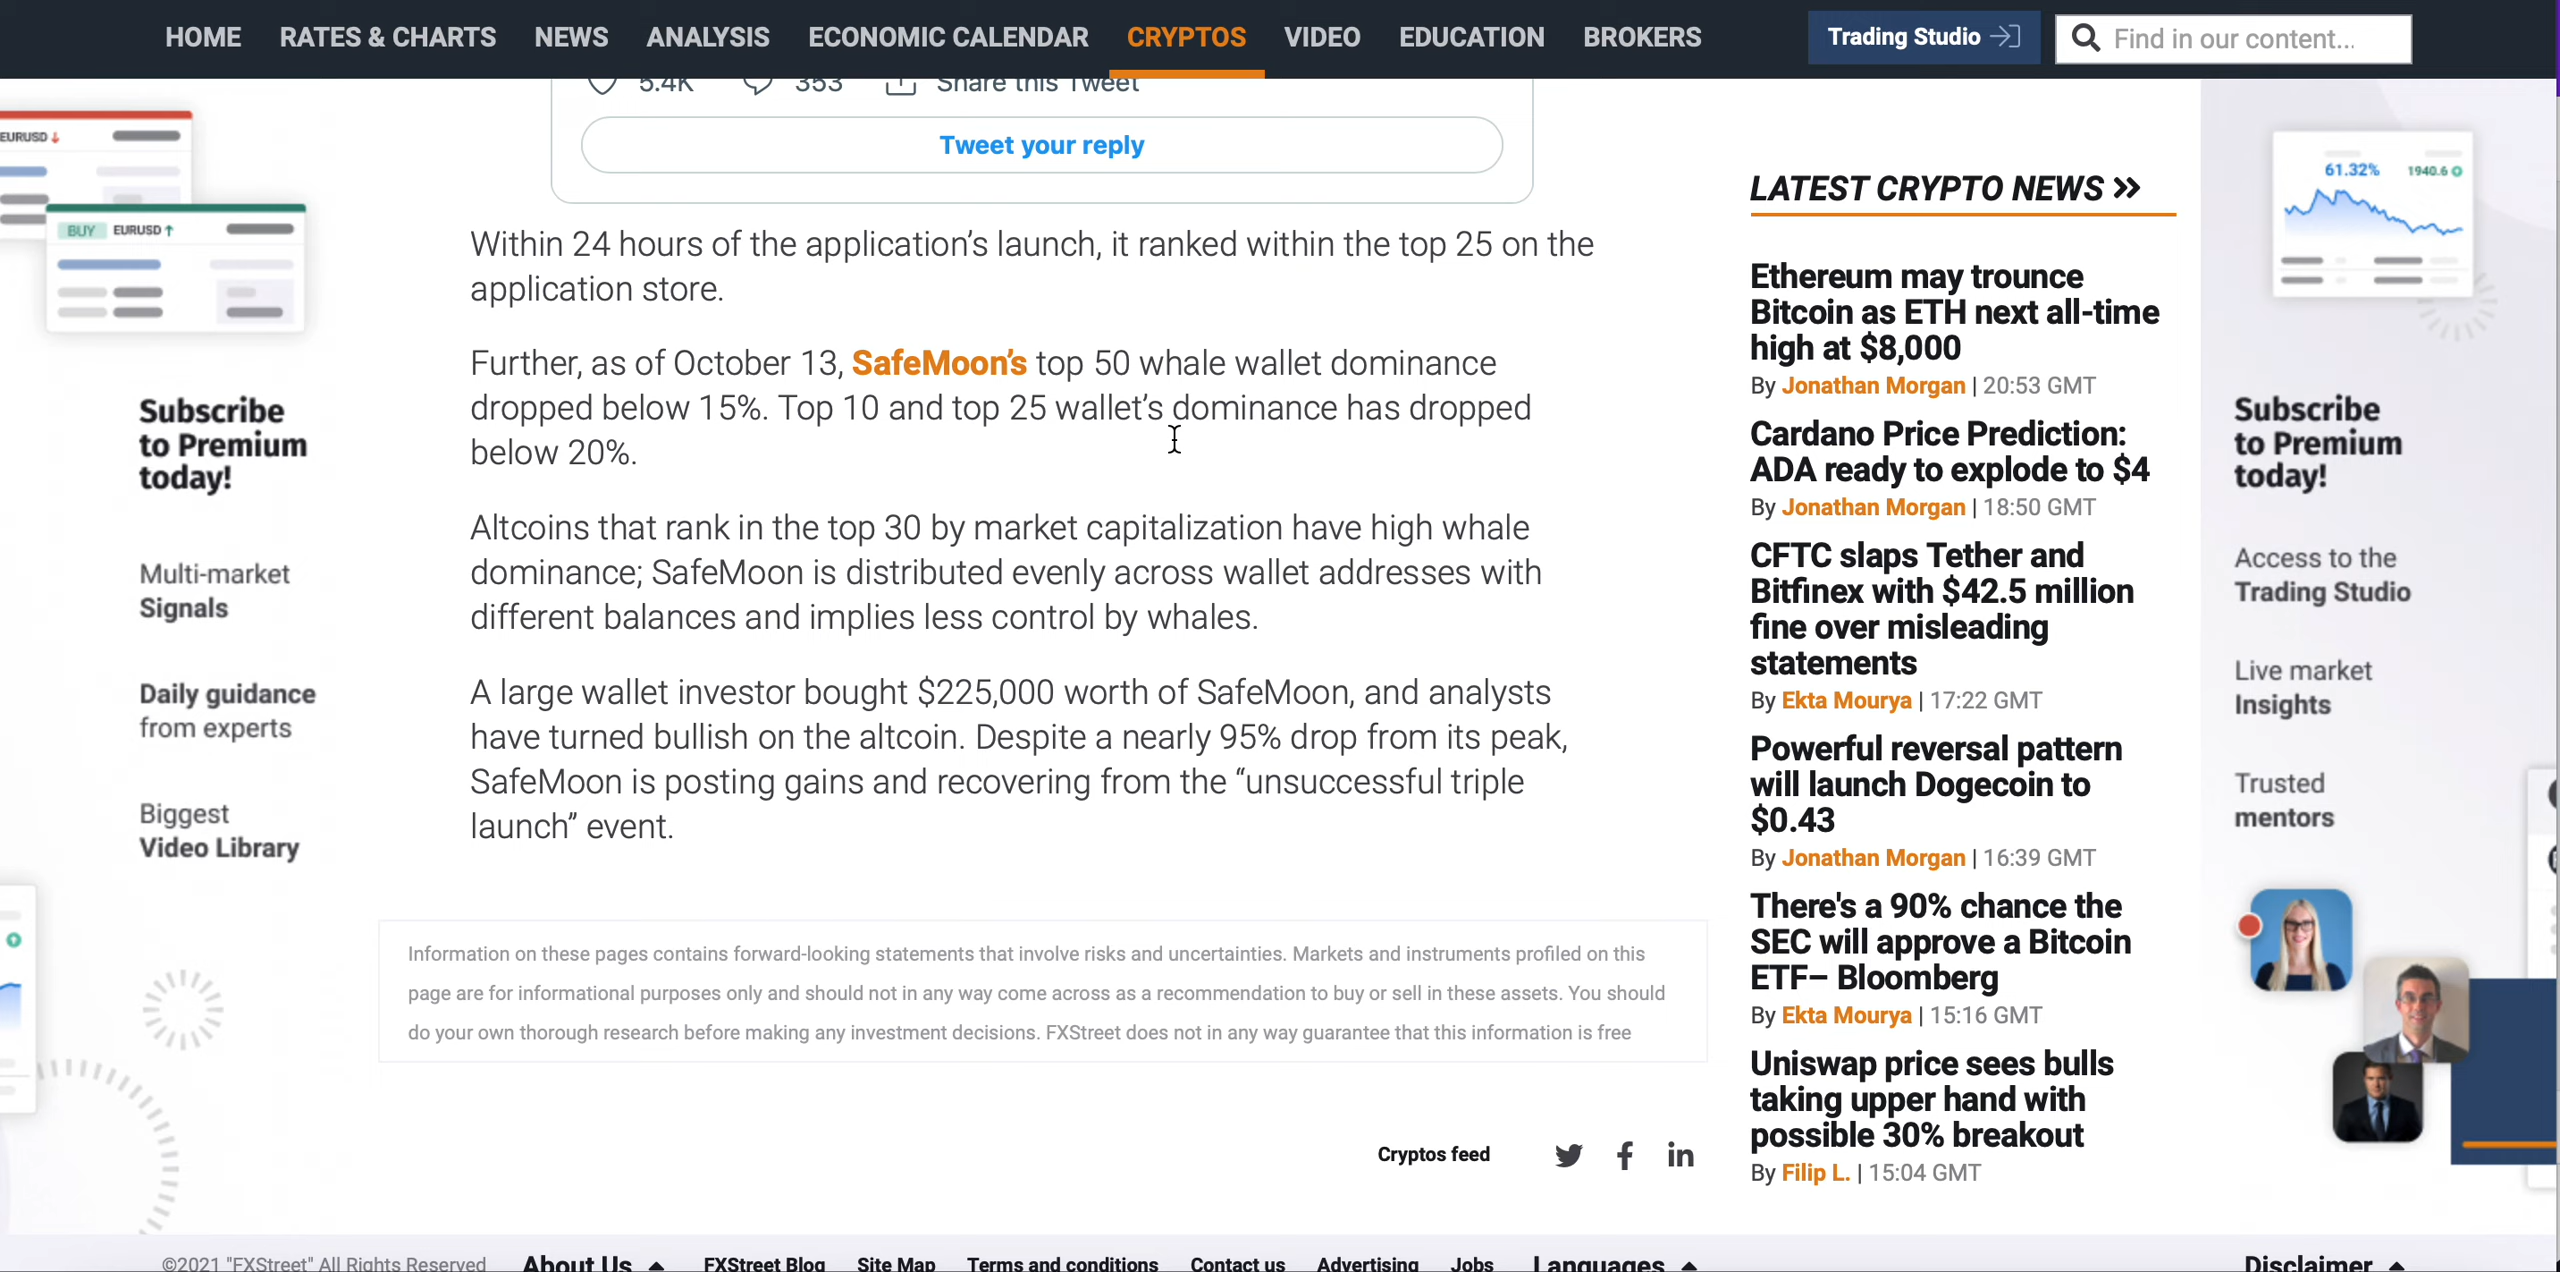 HOME RATES & CHARTS NEWS ANALYSIS ECONOMIC CALENDAR CRYPTOS VIDEO EDUCATION BROKERS Trading Studio Find in our content...
5.4K 353 Share this Tweet
Tweet your reply
EURUSD
BUY EURUSD
Subscribe
to Premium
today!
Multi-market
Signals
Daily guidance
from experts
Biggest
Video Library
Within 24 hours of the application’s launch, it ranked within the top 25 on the
application store.
Further, as of October 13, SafeMoon’s top 50 whale wallet dominance
dropped below 15%. Top 10 and top 25 wallet’s dominance has dropped
below 20%.
Altcoins that rank in the top 30 by market capitalization have high whale
dominance; SafeMoon is distributed evenly across wallet addresses with
different balances and implies less control by whales.
A large wallet investor bought $225,000 worth of SafeMoon, and analysts
have turned bullish on the altcoin. Despite a nearly 95% drop from its peak,
SafeMoon is posting gains and recovering from the “unsuccessful triple
launch” event.
Information on these pages contains forward-looking statements that involve risks and uncertainties. Markets and instruments profiled on this
page are for informational purposes only and should not in any way come across as a recommendation to buy or sell in these assets. You should
do your own thorough research before making any investment decisions. FXStreet does not in any way guarantee that this information is free
Cryptos feed
LATEST CRYPTO NEWS
Ethereum may trounce
Bitcoin as ETH next all-time
high at $8,000
By Jonathan Morgan | 20:53 GMT
Cardano Price Prediction:
ADA ready to explode to $4
By Jonathan Morgan | 18:50 GMT
CFTC slaps Tether and
Bitfinex with $42.5 million
fine over misleading
statements
By Ekta Mourya | 17:22 GMT
Powerful reversal pattern
will launch Dogecoin to
$0.43
By Jonathan Morgan | 16:39 GMT
There's a 90% chance the
SEC will approve a Bitcoin
ETF– Bloomberg
By Ekta Mourya | 15:16 GMT
Uniswap price sees bulls
taking upper hand with
possible 30% breakout
By Filip L. | 15:04 GMT
61.32% 1940.6
Subscribe
to Premium
today!
Access to the
Trading Studio
Live market
Insights
Trusted
mentors
©2021 "FXStreet" All Rights Reserved About Us FXStreet Blog Site Map Terms and conditions Contact us Advertising Jobs Languages Disclaimer